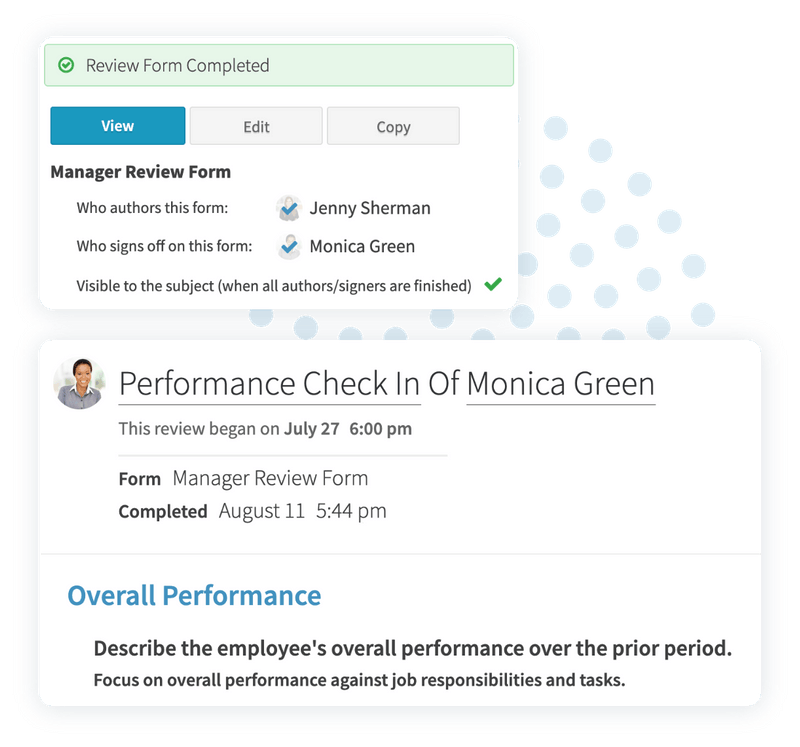 Review Form Completed
View Edit Copy
Manager Review Form
Who authors this form: Jenny Sherman
Who signs off on this form: Monica Green
Visible to the subject (when all authors/signers are finished)
Performance Check In Of Monica Green
This review began on July 27 6:00 pm
Form Manager Review Form
Completed August 11 5:44 pm
Overall Performance
Describe the employee's overall performance over the prior period.
Focus on overall performance against job responsibilities and tasks.